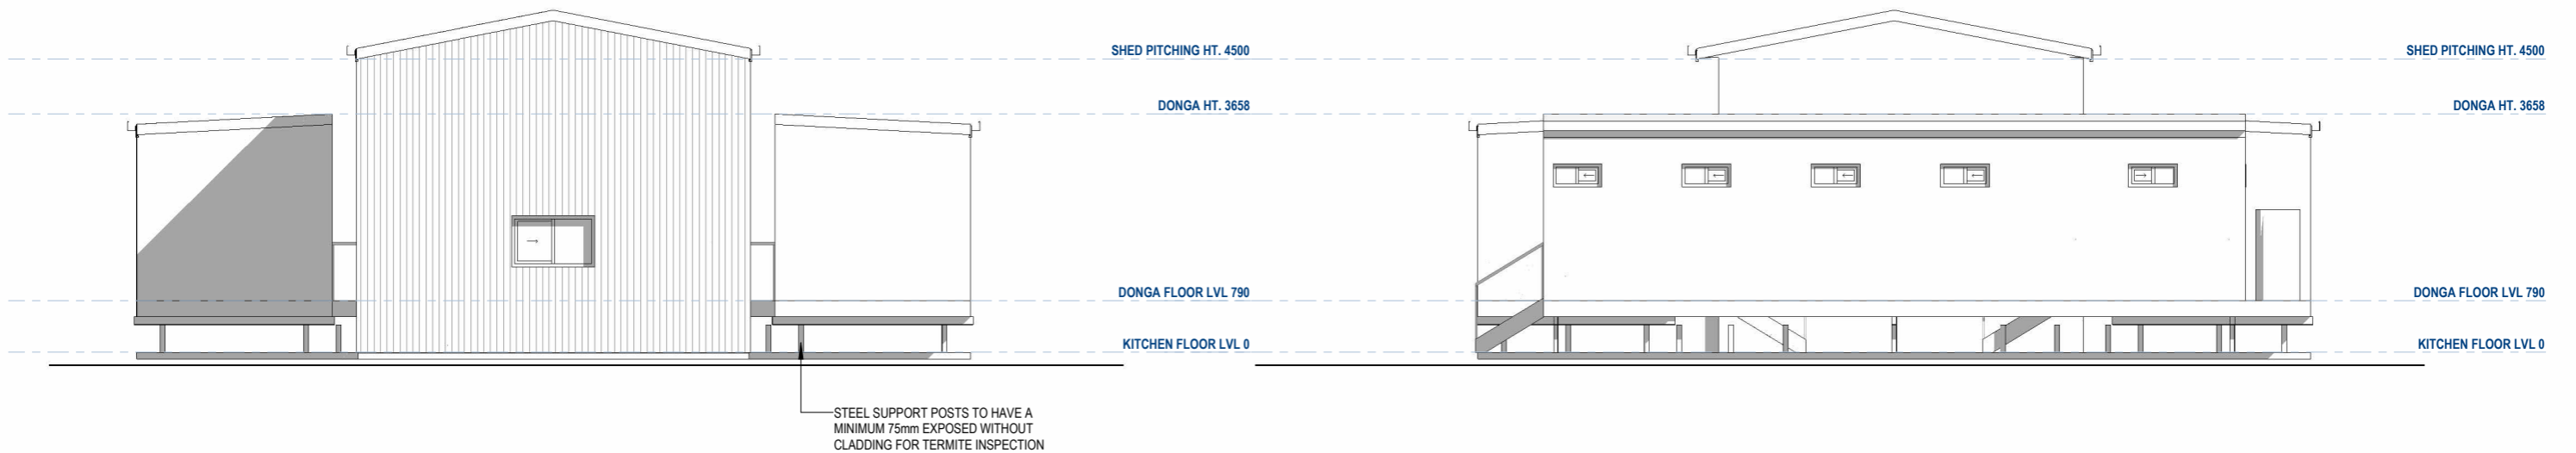 SHED PITCHING HT. 4500
DONGA HT. 3658
DONGA FLOOR LVL 790
KITCHEN FLOOR LVL 0
STEEL SUPPORT POSTS TO HAVE A
MINIMUM 75mm EXPOSED WITHOUT
CLADDING FOR TERMITE INSPECTION
SHED PITCHING HT. 4500
DONGA HT. 3658
DONGA FLOOR LVL 790
KITCHEN FLOOR LVL 0